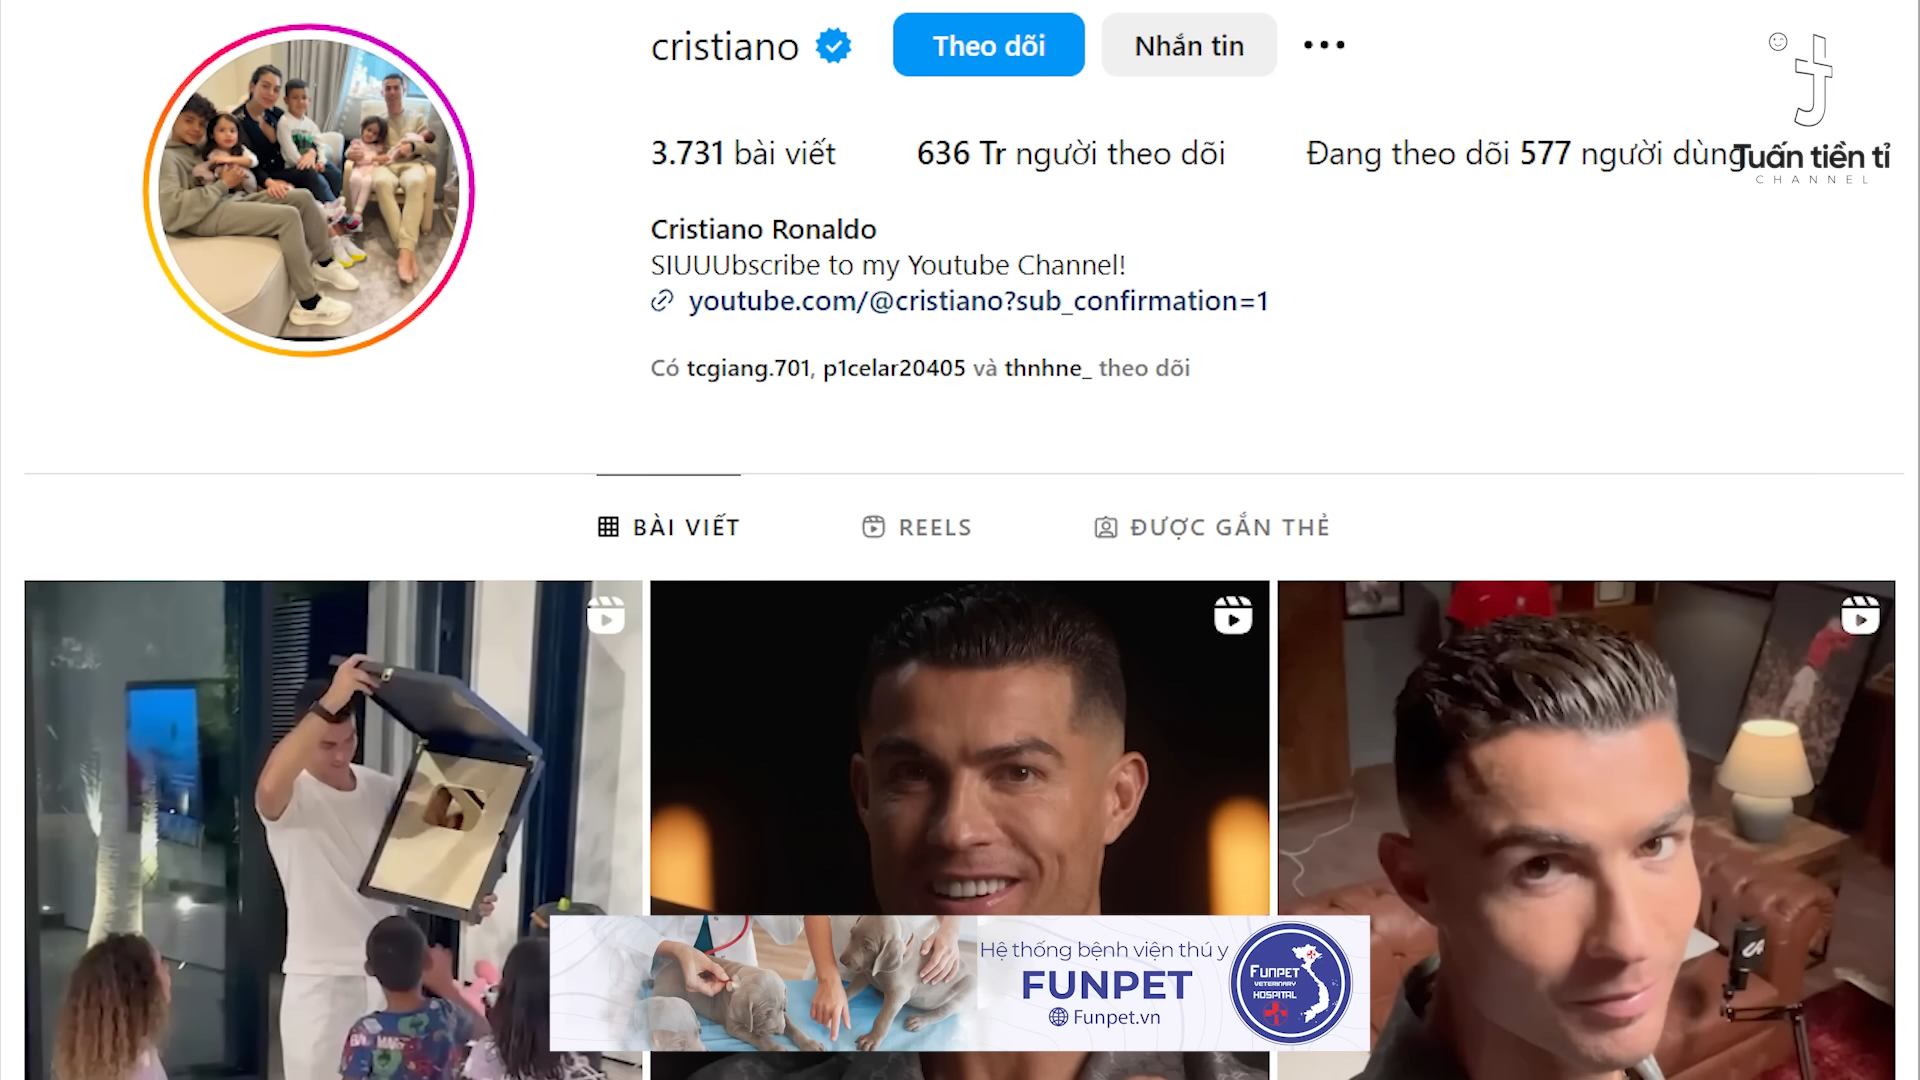 cristiano
Theo dõi
Nhắn tin
3.731 bài viết
636 Tr người theo dõi
Đang theo dõi 577 người dùng
Tuấn tiền tỉ
CHANNEL
Cristiano Ronaldo
SIUUUbscribe to my Youtube Channel!
youtube.com/@cristiano?sub_confirmation=1
Có tcgiang.701, p1celar20405 và thnhne_ theo dõi
BÀI VIẾT
REELS
ĐƯỢC GẮN THẺ
Hệ thống bệnh viện thú y
FUNPET
Funpet.vn
FUNPET
VETERINARY
HOSPITAL